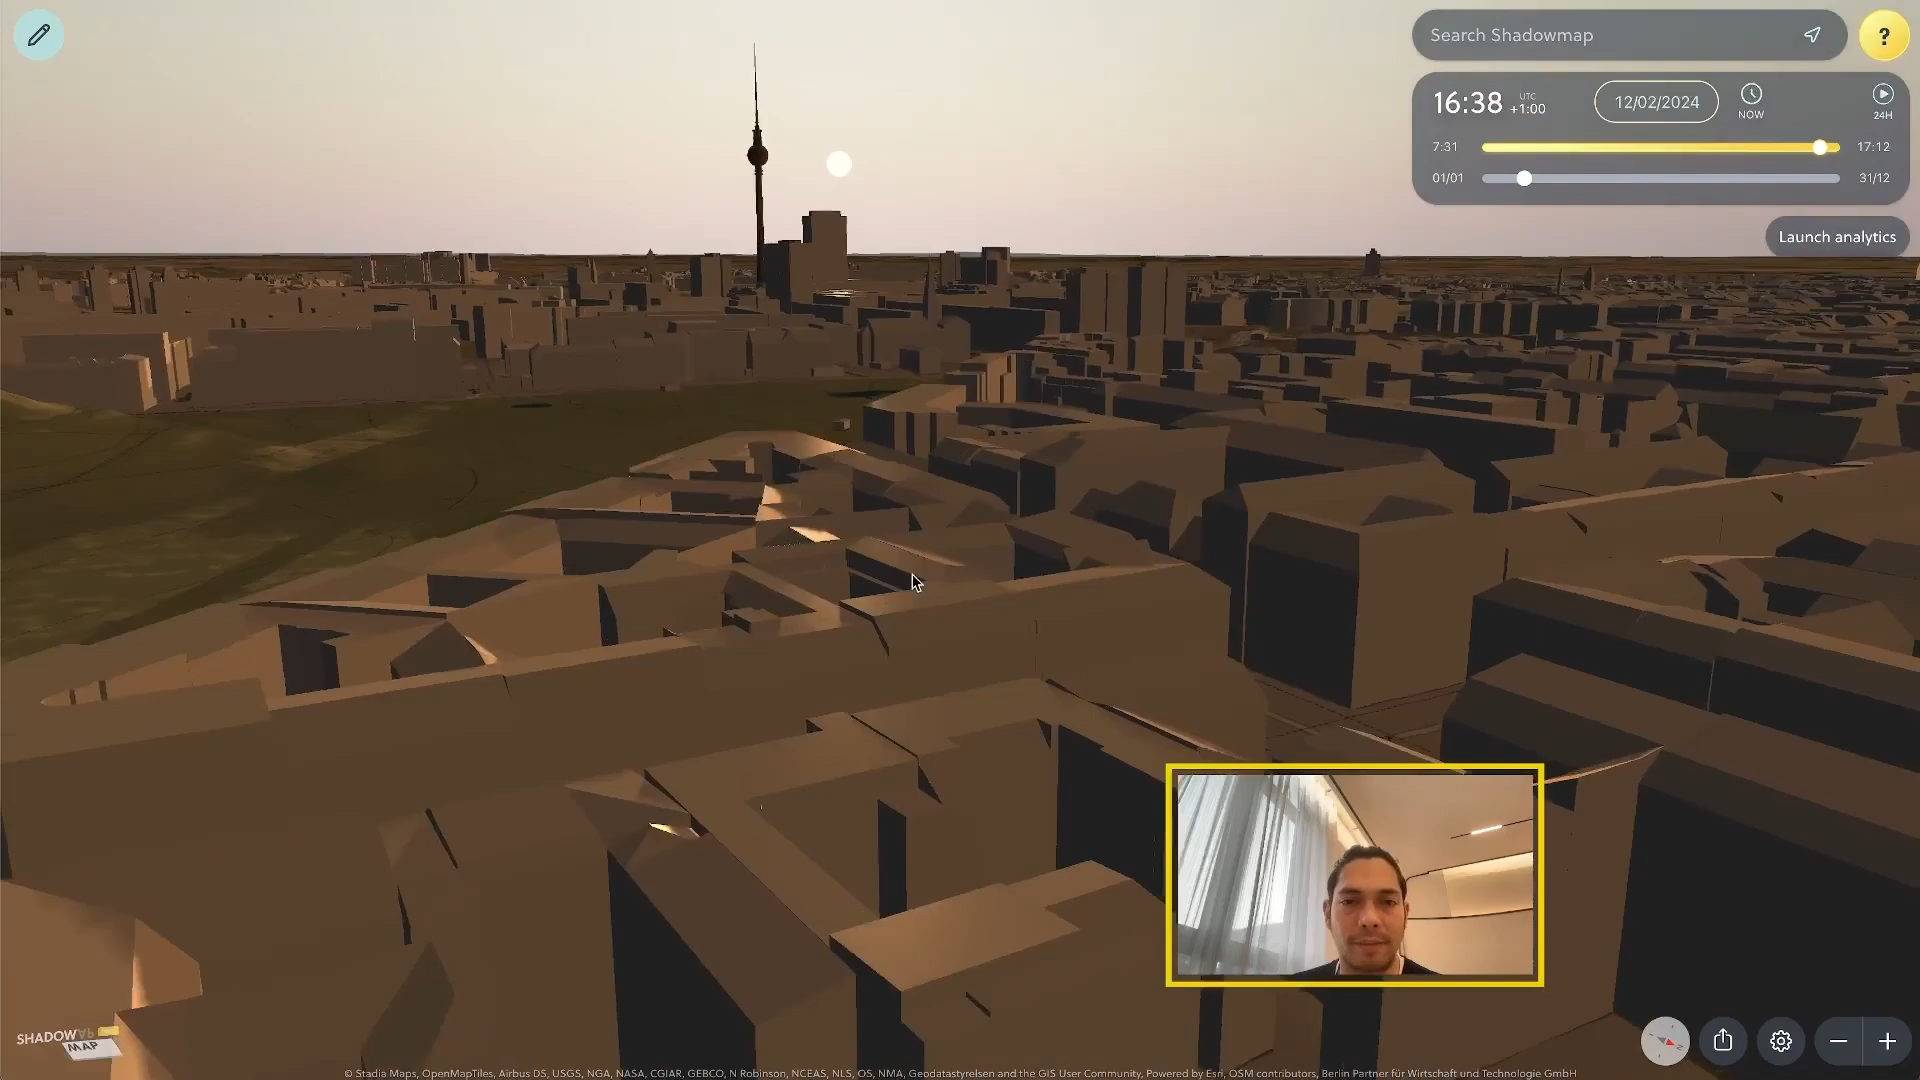 Search Shadowmap
?
16:38 UTC +1:00 12/02/2024 NOW 24H
7:31 17:12
01/01 31/12
Launch analytics
SHADOWMAP
MAP
© Stadia Maps, OpenMapTiles, Airbus DS, USGS, NGA, NASA, CGIAR, GEBCO, N Robinson, NCEAS, NLS, OS, NMA, Geodatastyrelsen and the GIS User Community, Powered by Esri, OSM contributors, Berlin Partner für Wirtschaft und Technologie GmbH